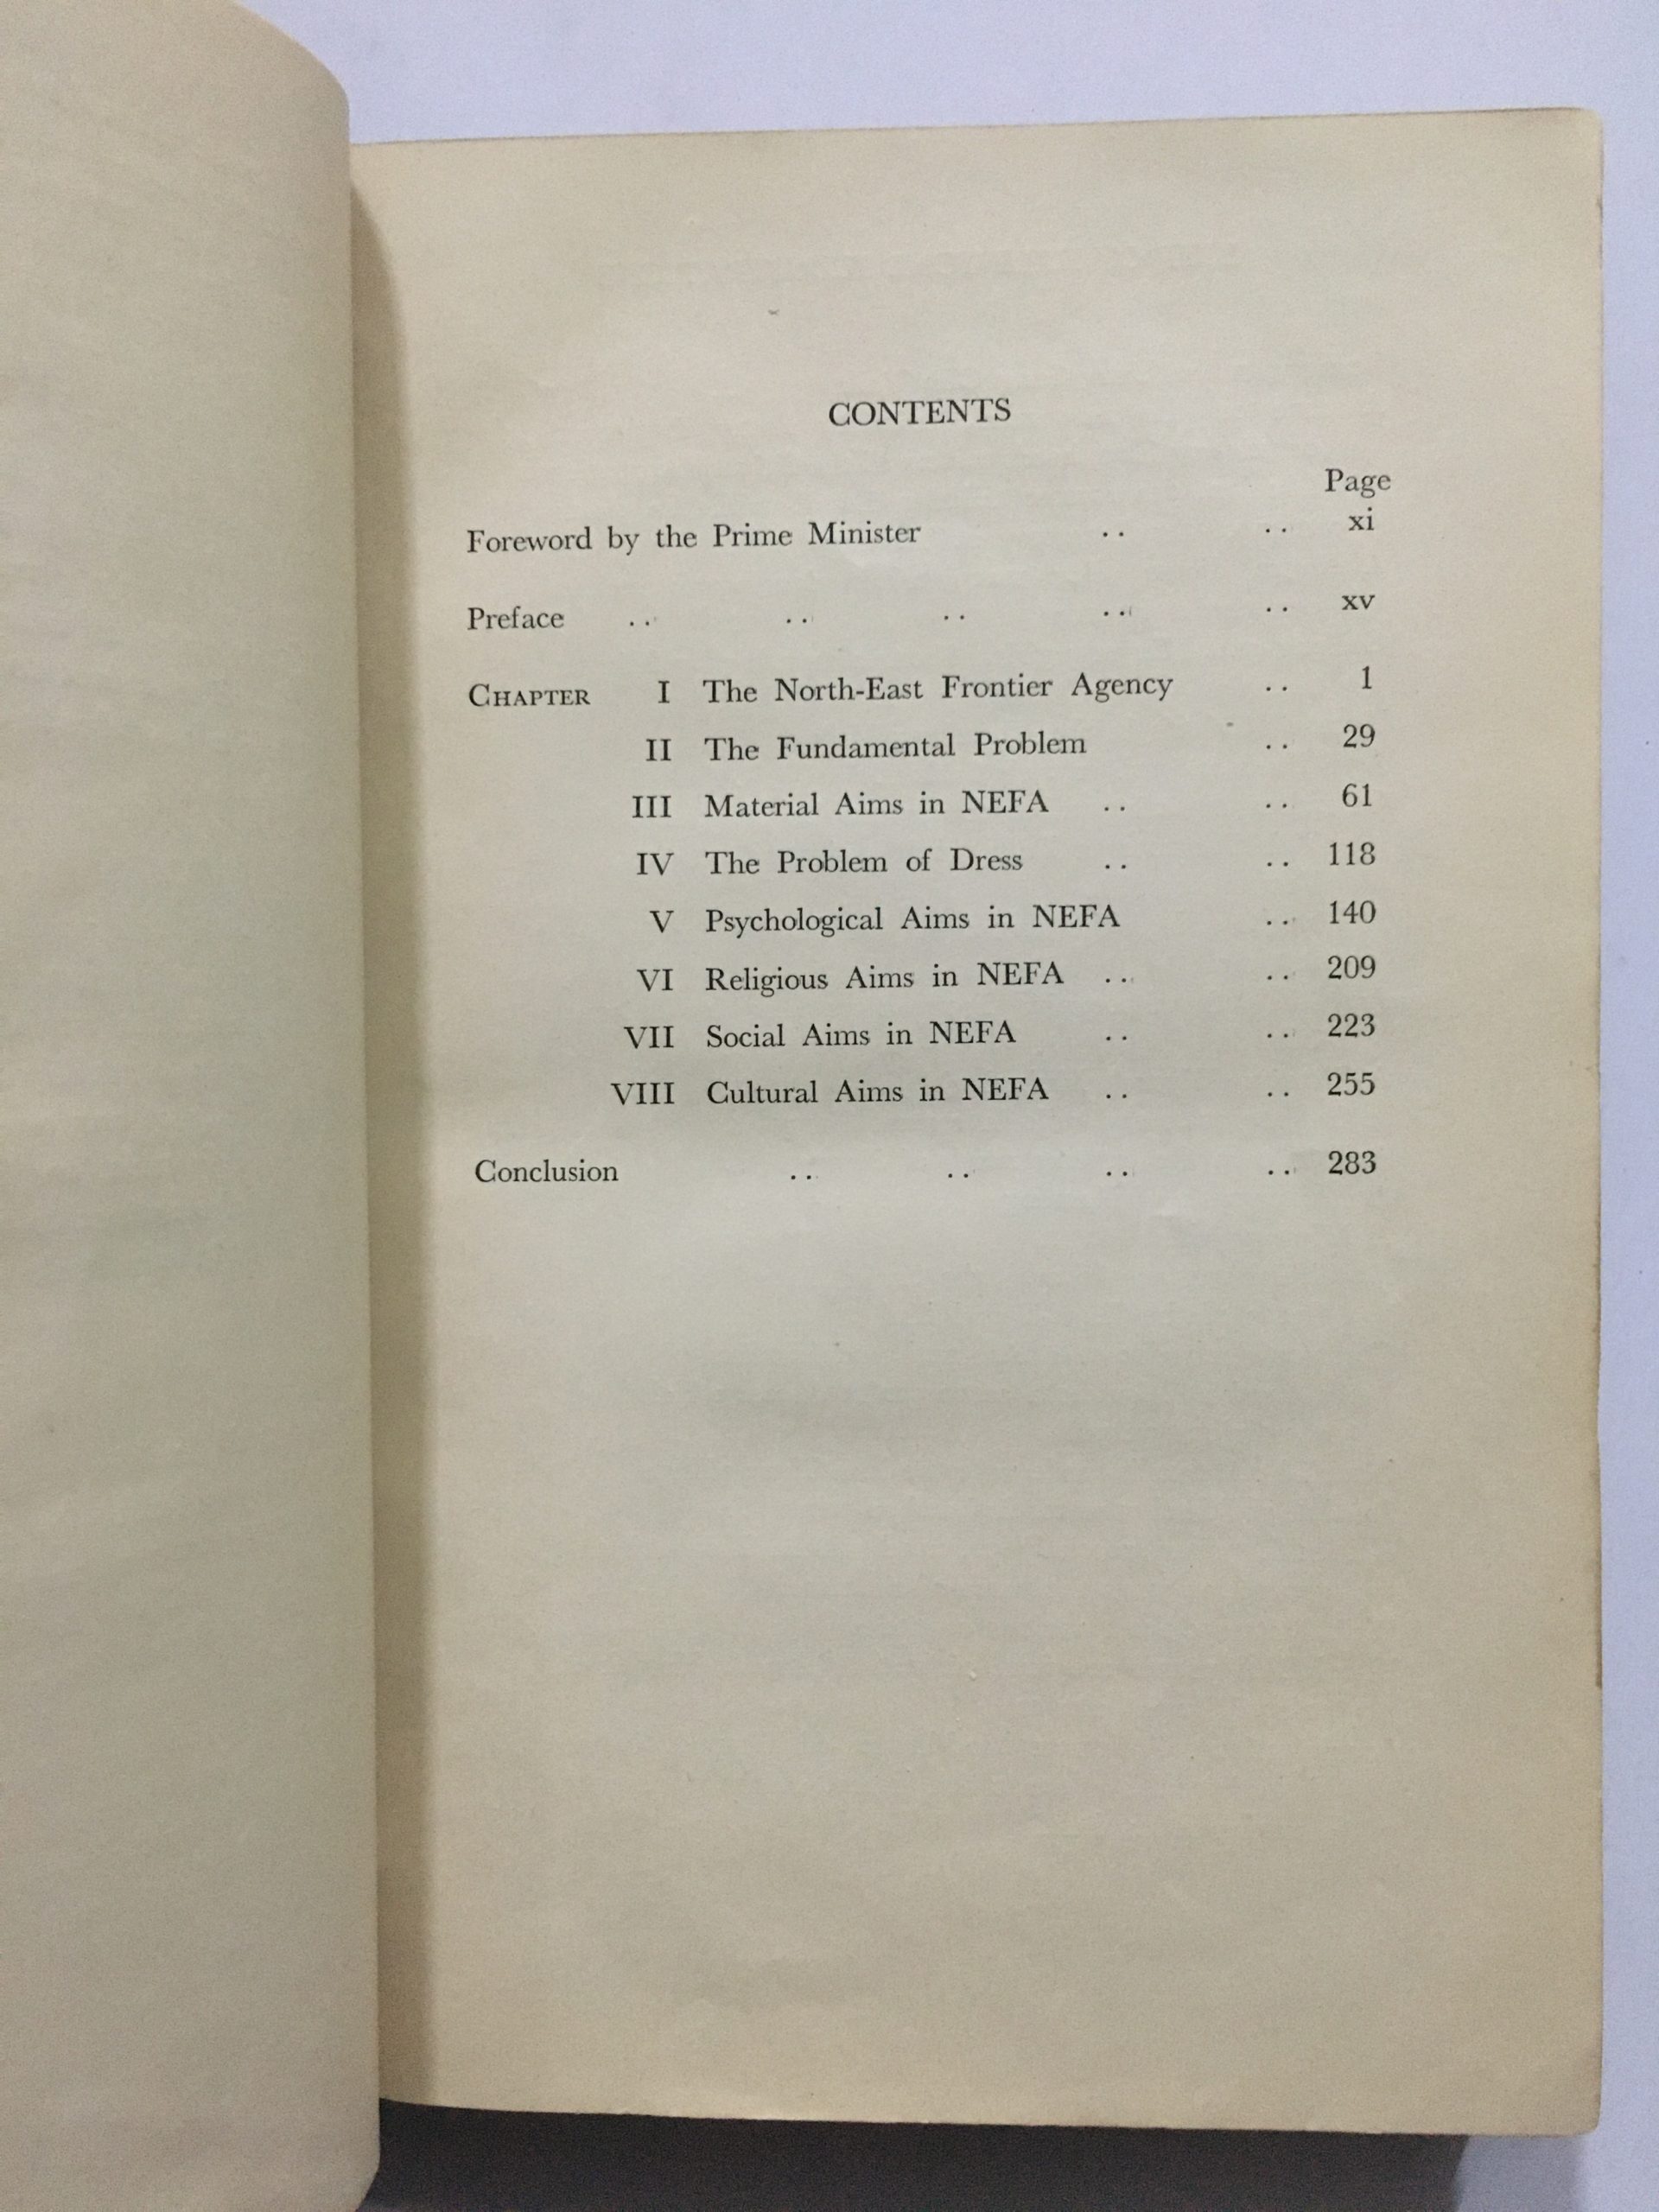 CONTENTS
Page
Foreword by the Prime Minister .. .. xi
Preface .. .. .. .. .. xv
CHAPTER I The North-East Frontier Agency .. 1
II The Fundamental Problem .. 29
III Material Aims in NEFA .. .. 61
IV The Problem of Dress .. .. 118
V Psychological Aims in NEFA .. 140
VI Religious Aims in NEFA .. .. 209
VII Social Aims in NEFA .. .. 223
VIII Cultural Aims in NEFA .. .. 255
Conclusion .. .. .. .. 283